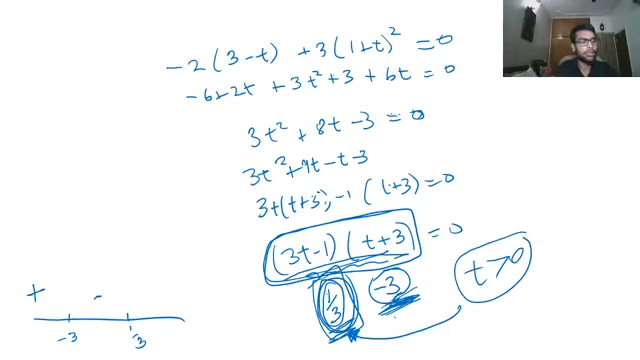 -2(3-t) +3(1+t)² =0
-6+2t +3t²+3+6t=0
3t²+8t-3=0
3t²+9t-t-3
3t(t+3)-1(t+3)=0
(3t-1)(t+3) =0
1/3 -3 t>0
+ -
-3 1/3